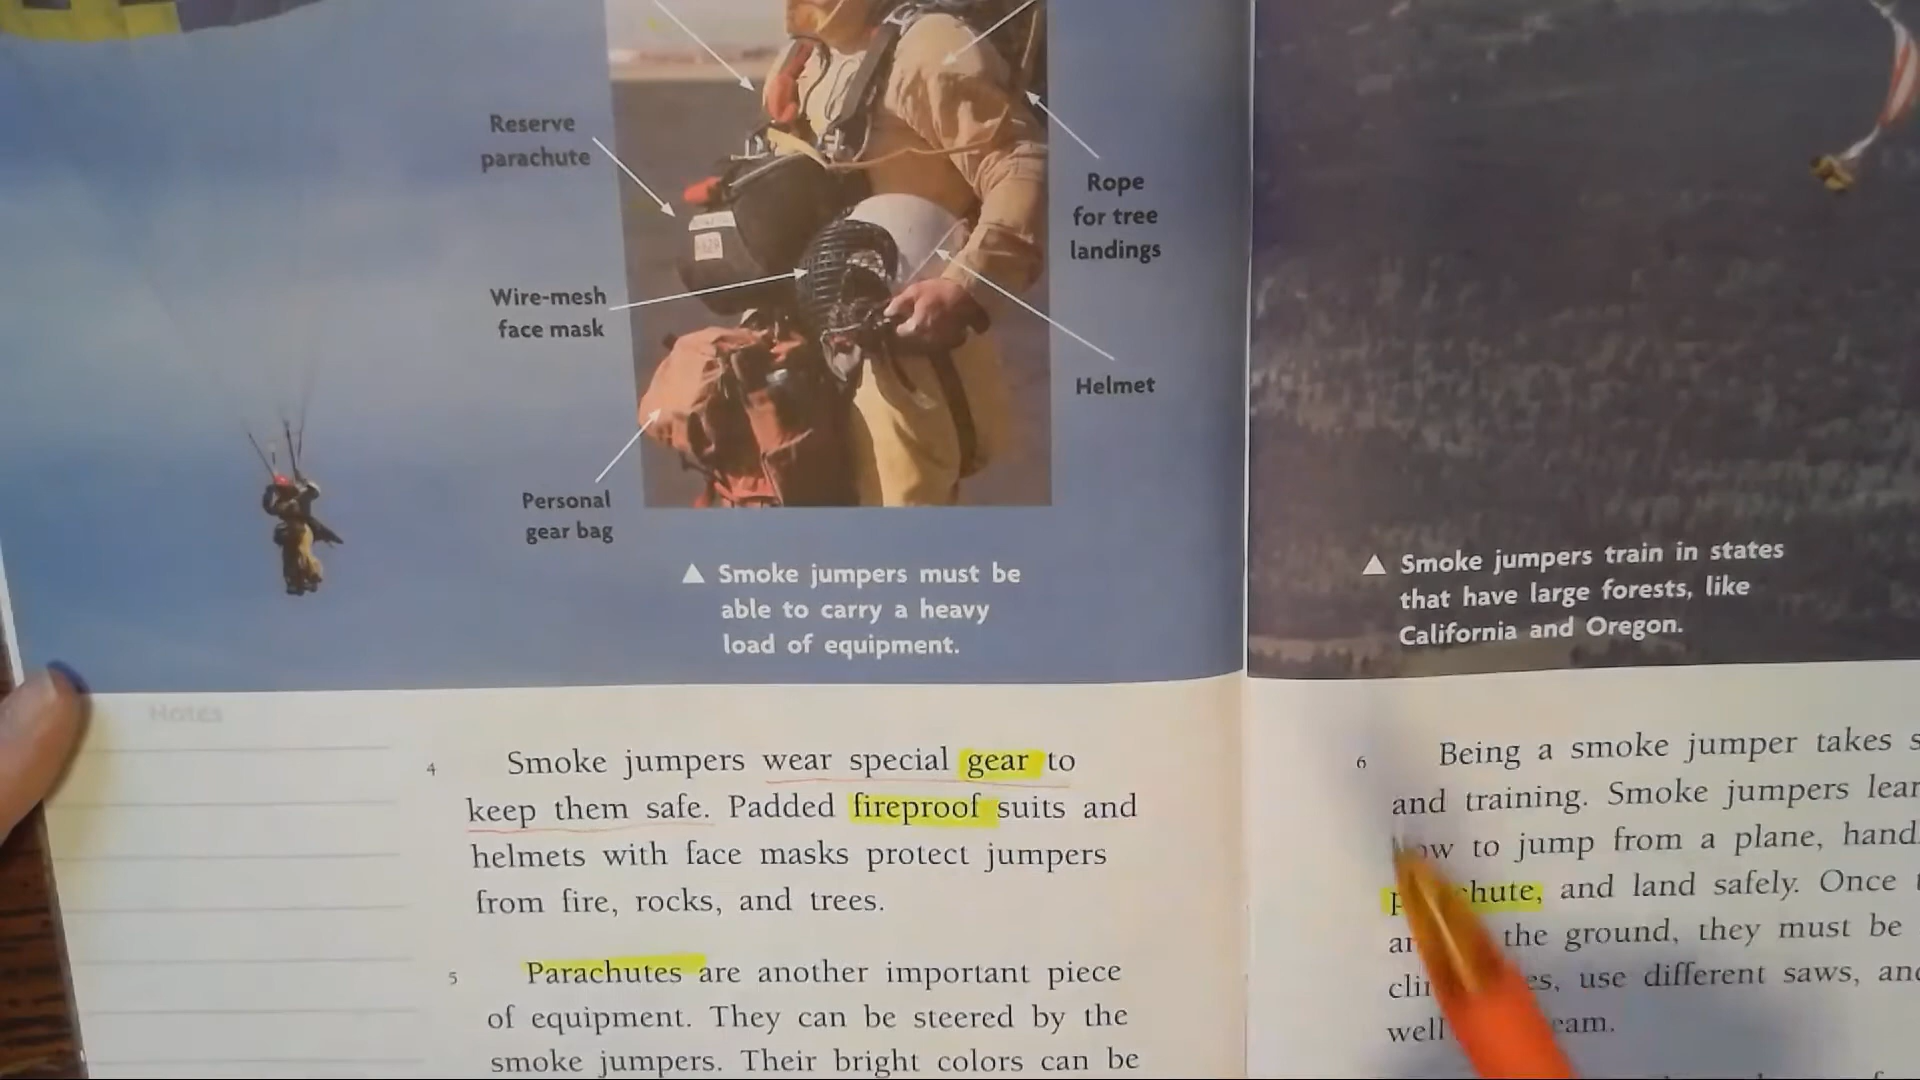 Reserve
parachute
Wire-mesh
face mask
Personal
gear bag
Rope
for tree
landings
Helmet
▲ Smoke jumpers must be
able to carry a heavy
load of equipment.
Notes
4 Smoke jumpers wear special gear to
keep them safe. Padded fireproof suits and
helmets with face masks protect jumpers
from fire, rocks, and trees.
5 Parachutes are another important piece
of equipment. They can be steered by the
smoke jumpers. Their bright colors can be
▲ Smoke jumpers train in states
that have large forests, like
California and Oregon.
6 Being a smoke jumper takes
and training. Smoke jumpers
to jump from a plane,
and land safely. Once
the ground, they must be
use different saws,
well